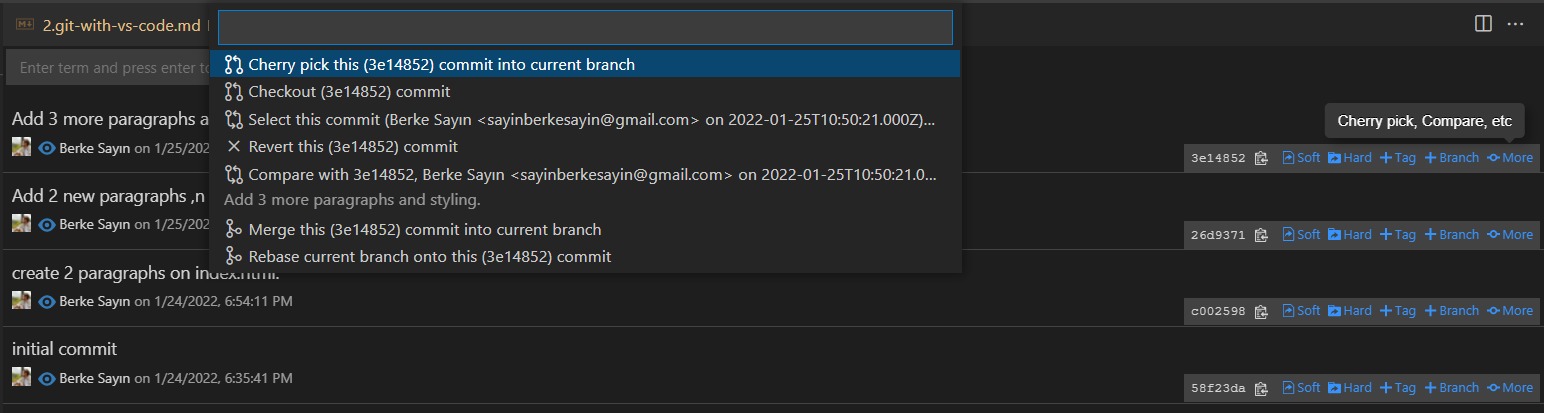 2.git-with-vs-code.md
Enter term and press enter to
Cherry pick this (3e14852) commit into current branch
Checkout (3e14852) commit
Select this commit (Berke Sayın <sayinberkesayin@gmail.com> on 2022-01-25T10:50:21.000Z)...
Revert this (3e14852) commit
Compare with 3e14852, Berke Sayın <sayinberkesayin@gmail.com> on 2022-01-25T10:50:21.0...
Add 3 more paragraphs and styling.
Merge this (3e14852) commit into current branch
Rebase current branch onto this (3e14852) commit
Cherry pick, Compare, etc
Add 3 more paragraphs a
Berke Sayın on 1/25/202
3e14852 Soft Hard Tag Branch More
Add 2 new paragraphs ,n
Berke Sayın on 1/25/202
26d9371 Soft Hard Tag Branch More
create 2 paragraphs on index.html.
Berke Sayın on 1/24/2022, 6:54:11 PM
c002598 Soft Hard Tag Branch More
initial commit
Berke Sayın on 1/24/2022, 6:35:41 PM
58f23da Soft Hard Tag Branch More